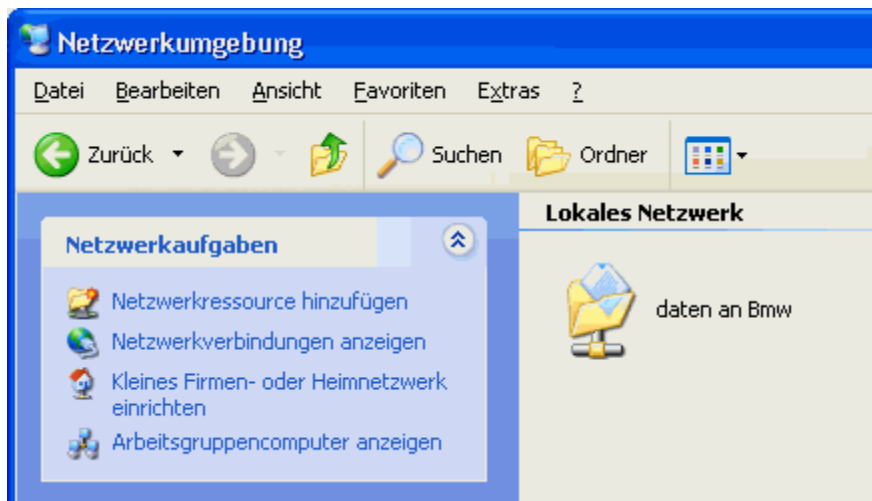 Netzwerkumgebung
Datei Bearbeiten Ansicht Favoriten Extras ?
Zurück Suchen Ordner
Netzwerkaufgaben
Netzwerkressource hinzufügen
Netzwerkverbindungen anzeigen
Kleines Firmen- oder Heimnetzwerk
einrichten
Arbeitsgruppencomputer anzeigen
Lokales Netzwerk
daten an Bmw